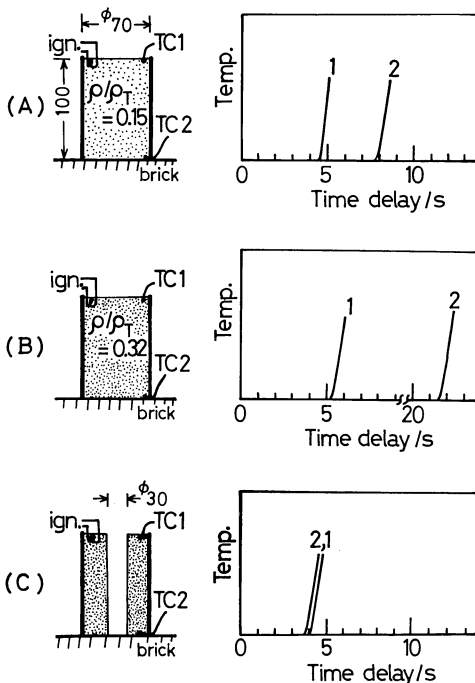 (A)
ϕ70
ign.
TC1
100
ρ/ρT
=0.15
TC2
brick
Temp.
1
2
0
5
10
Time delay/s
(B)
ign.
TC1
ρ/ρT
=0.32
TC2
brick
Temp.
1
2
0
5
20
Time delay/s
(C)
ϕ30
ign.
TC1
TC2
brick
Temp.
2,1
0
5
10
Time delay/s